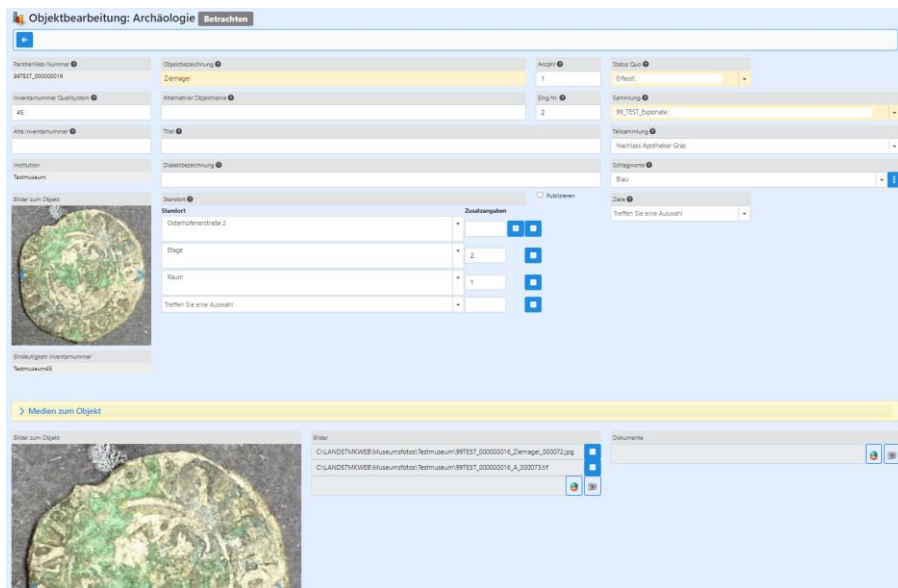 Objektbearbeitung: Archäologie Betrachten
PantherWeb Nummer
99TEST_000000016
Objektbezeichnung
Ziernagel
Anzahl
1
Status Quo
Erfasst
Inventarnummer Quellsystem
45
Alternativer Objektname
Eing.Nr.
2
Sammlung
99_TEST_Exponate
Alte Inventarnummer
Titel
Teilsammlung
Nachlass Apotheker Graz
Institution
Testmuseum
Dialektbezeichnung
Schlagworte
Blau
Bilder zum Objekt
Standort
Publizieren
Ziele
Treffen Sie eine Auswahl
Standort
Zusatzangaben
Osterhofenerstraße 2
Etage
2
Raum
1
Treffen Sie eine Auswahl
Eindeutigkeit Inventarnummer
Testmuseum45
Medien zum Objekt
Bilder zum Objekt
Bilder
C:\LANDSTMKWEB\Museumsfotos\Testmuseum\99TEST_000000016_Ziernagel_000072.jpg
C:\LANDSTMKWEB\Museumsfotos\Testmuseum\99TEST_000000016_A_000073.tif
Dokumente